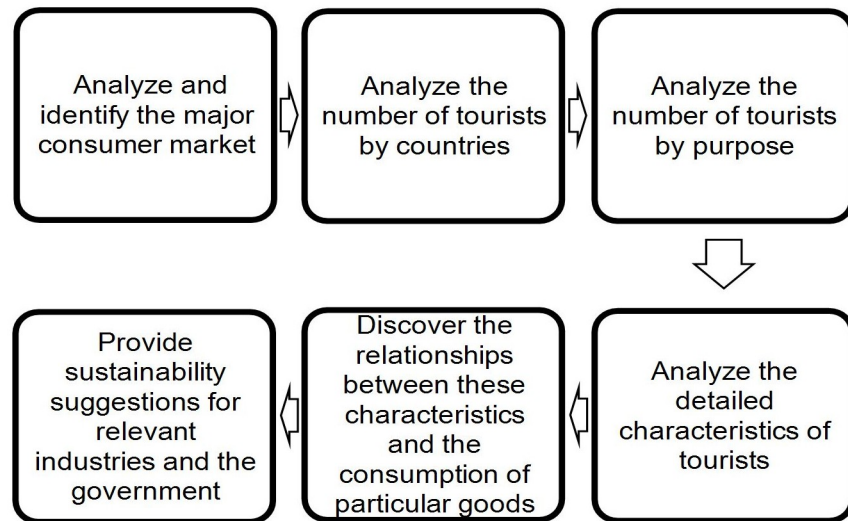 Analyze and
identify the major
consumer market
Analyze the
number of tourists
by countries
Analyze the
number of tourists
by purpose
Analyze the
detailed
characteristics of
tourists
Discover the
relationships
between these
characteristics
and the
consumption of
particular goods
Provide
sustainability
suggestions for
relevant
industries and the
government